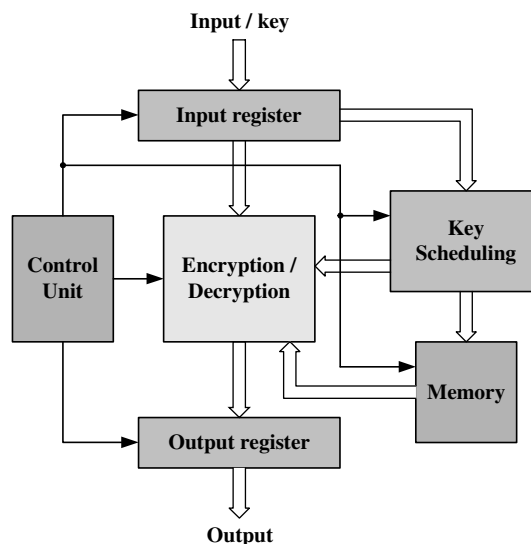 Input / key
Input register
Key
Scheduling
Control
Unit
Encryption /
Decryption
Memory
Output register
Output